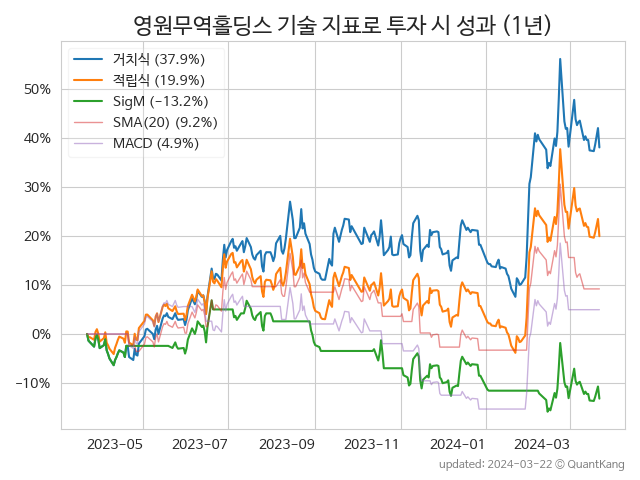 영원무역홀딩스 기술 지표로 투자 시 성과 (1년)
거치식 (37.9%)
적립식 (19.9%)
SigM (−13.2%)
SMA(20) (9.2%)
MACD (4.9%)
50%
40%
30%
20%
10%
0%
−10%
2023-05 2023-07 2023-09 2023-11 2024-01 2024-03
updated: 2024-03-22 © QuantKang